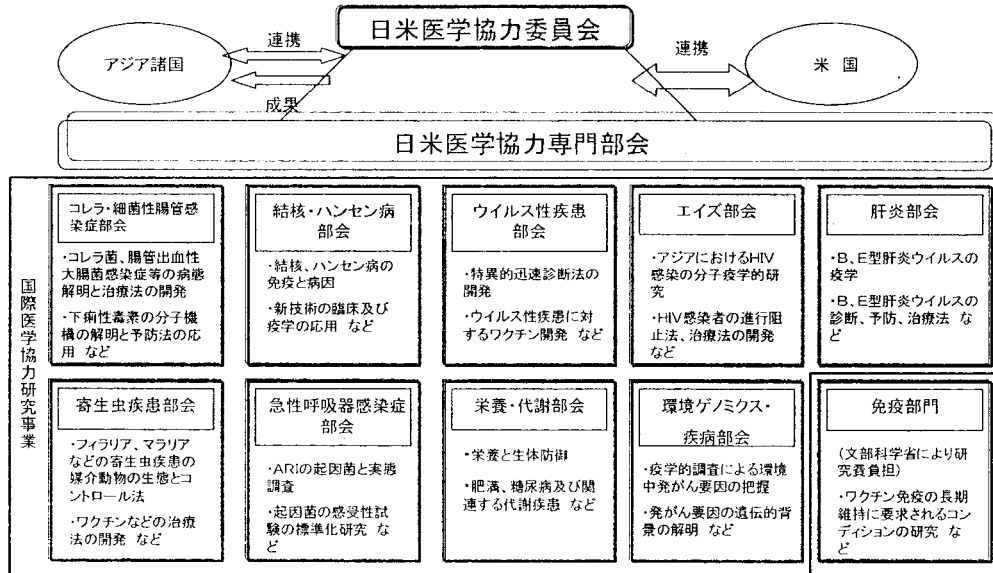 日米医学協力委員会
アジア諸国
連携
成果
連携
米国
日米医学協力専門部会
国際医学協力研究事業
コレラ・細菌性腸管感
染症部会
・コレラ菌、腸管出血性
大腸菌感染症等の病態
解明と治療法の開発
・下痢性毒素の分子機
構の解明と予防法の応
用 など
結核・ハンセン病
部会
・結核、ハンセン病の
免疫と病因
・新技術の臨床及び
疫学の応用 など
ウイルス性疾患
部会
・特異的迅速診断法の
開発
・ウイルス性疾患に対
するワクチン開発 など
エイズ部会
・アジアにおけるHIV
感染の分子疫学的研
究
・HIV感染者の進行阻
止法、治療法の開発
など
肝炎部会
・B、E型肝炎ウイルスの
疫学
・B、E型肝炎ウイルスの
診断、予防、治療法 な
ど
寄生虫疾患部会
・フィラリア、マラリア
などの寄生虫疾患の
媒介動物の生態とコ
ントロール法
・ワクチンなどの治療
法の開発 など
急性呼吸器感染症
部会
・ARIの起因菌と実態
調査
・起因菌の感受性試
験の標準化研究 な
ど
栄養・代謝部会
・栄養と生体防御
・肥満、糖尿病及び関
連する代謝疾患 など
環境ゲノミクス・
疾病部会
・疫学的調査による環境
中発がん要因の把握
・発がん要因の遺伝的背
景の解明 など
免疫部門
(文部科学省により研
究費負担)
・ワクチン免疫の長期
維持に要求されるコン
ディションの研究 な
ど